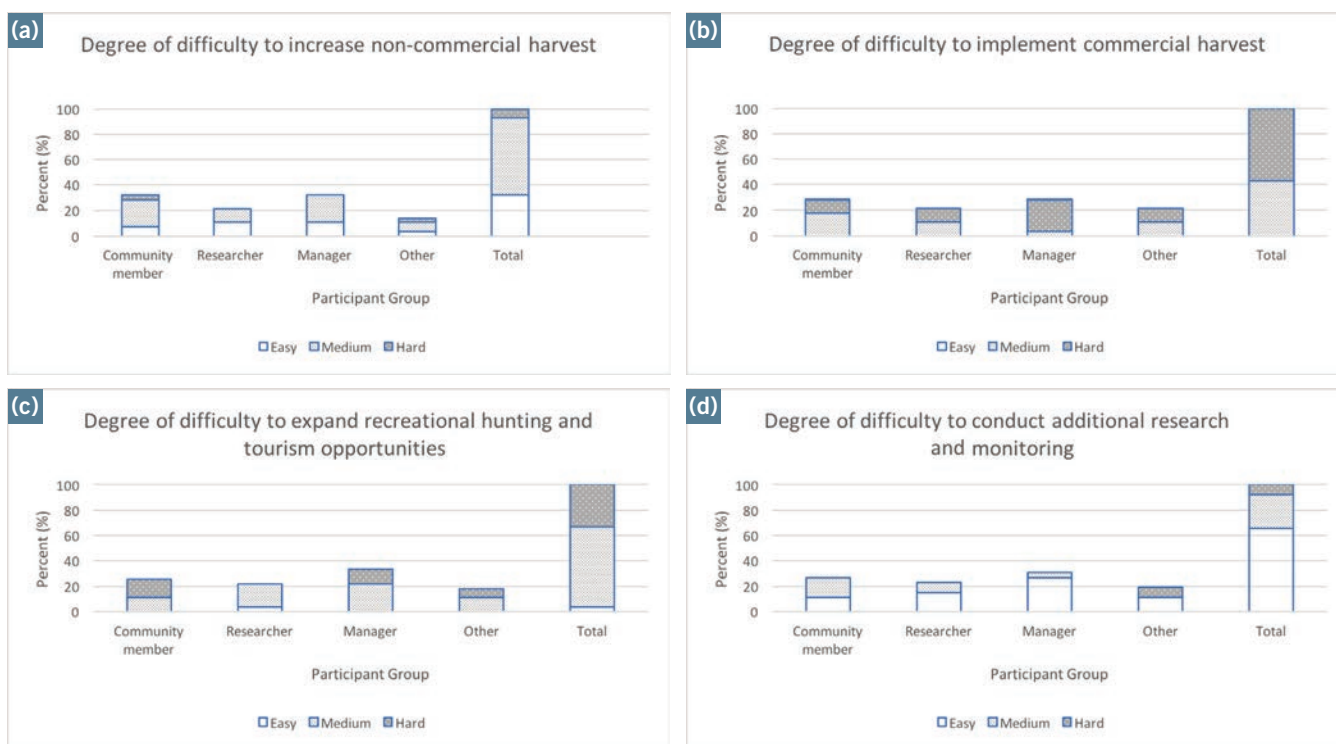 (a)
Degree of difficulty to increase non-commercial harvest
Percent (%)
100
80
60
40
20
0
Community member
Researcher
Manager
Other
Total
Participant Group
Easy Medium Hard
(b)
Degree of difficulty to implement commercial harvest
Percent (%)
100
80
60
40
20
0
Community member
Researcher
Manager
Other
Total
Participant Group
Easy Medium Hard
(c)
Degree of difficulty to expand recreational hunting and
tourism opportunities
Percent (%)
100
80
60
40
20
0
Community member
Researcher
Manager
Other
Total
Participant Group
Easy Medium Hard
(d)
Degree of difficulty to conduct additional research
and monitoring
Percent (%)
100
80
60
40
20
0
Community member
Researcher
Manager
Other
Total
Participant Group
Easy Medium Hard